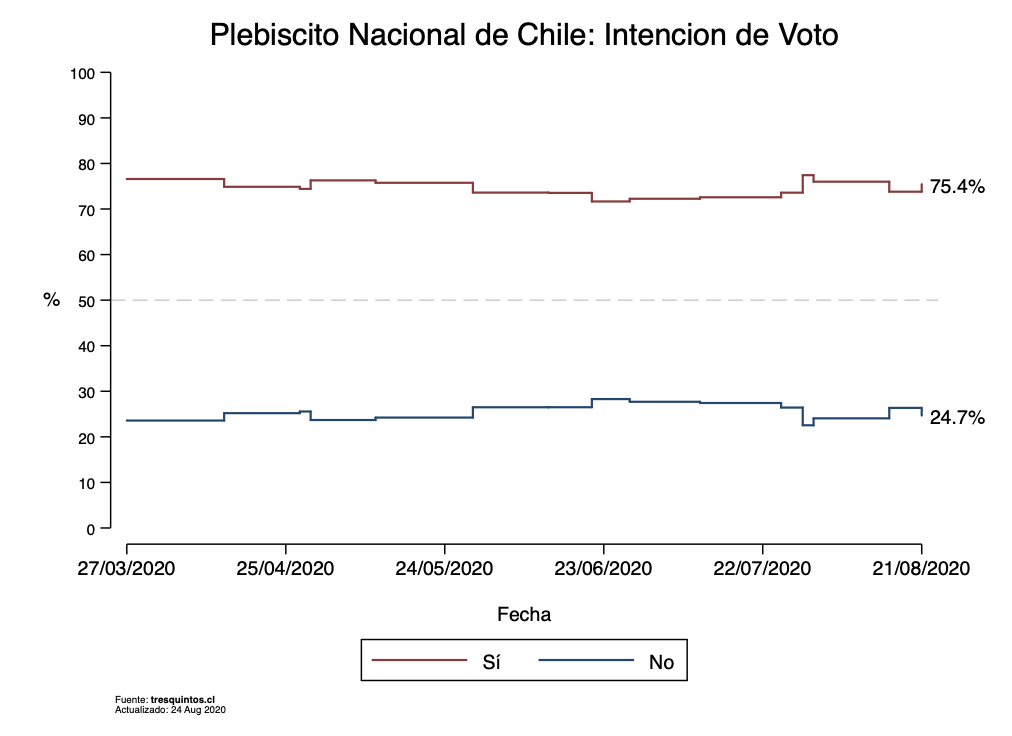 Plebiscito Nacional de Chile: Intencion de Voto
100
90
80
75.4%
70
60
% 50
40
30
24.7%
20
10
0
27/03/2020 25/04/2020 24/05/2020 23/06/2020 22/07/2020 21/08/2020
Fecha
Sí No
Fuente: tresquintos.cl
Actualizado: 24 Aug 2020